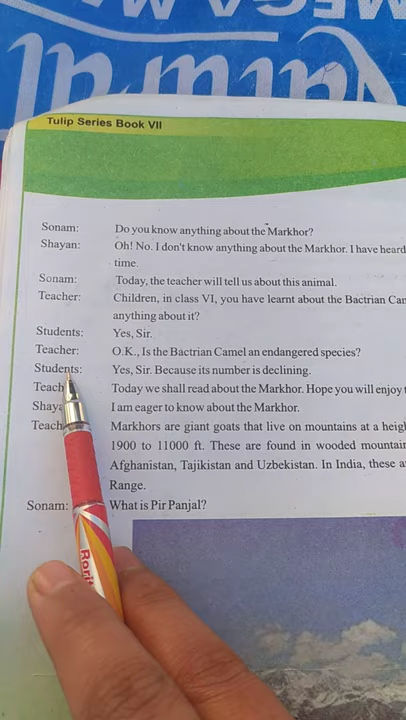 MEGA MA
Tulip Series Book VII
Sonam: Do you know anything about the Markhor?
Shayan: Oh! No. I don't know anything about the Markhor. I have heard
time.
Sonam: Today, the teacher will tell us about this animal.
Teacher: Children, in class VI, you have learnt about the Bactrian
anything about it?
Students: Yes, Sir.
Teacher: O.K., Is the Bactrian Camel an endangered species?
Students: Yes, Sir. Because its number is declining.
Teach Today we shall read about the Markhor. Hope you will enjoy
Shaya I am eager to know about the Markhor.
Teach Markhors are giant goats that live on mountains at a
1900 to 11000 ft. These are found in wooded
Afghanistan, Tajikistan and Uzbekistan. In India, these
Range.
Sonam: What is Pir Panjal?
Rorit